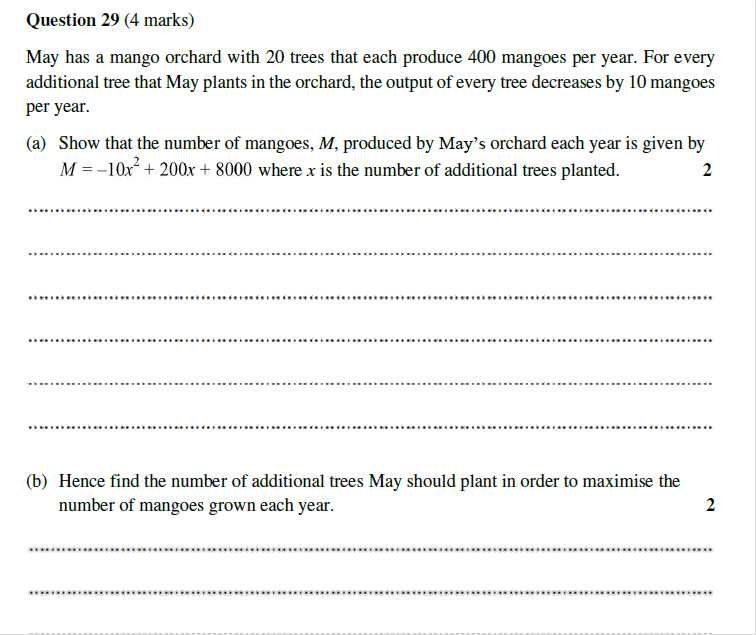 Question 29 (4 marks)
May has a mango orchard with 20 trees that each produce 400 mangoes per year. For every
additional tree that May plants in the orchard, the output of every tree decreases by 10 mangoes
per year.
(a) Show that the number of mangoes, M, produced by May’s orchard each year is given by
M = −10x² + 200x + 8000 where x is the number of additional trees planted. 2
(b) Hence find the number of additional trees May should plant in order to maximise the
number of mangoes grown each year. 2